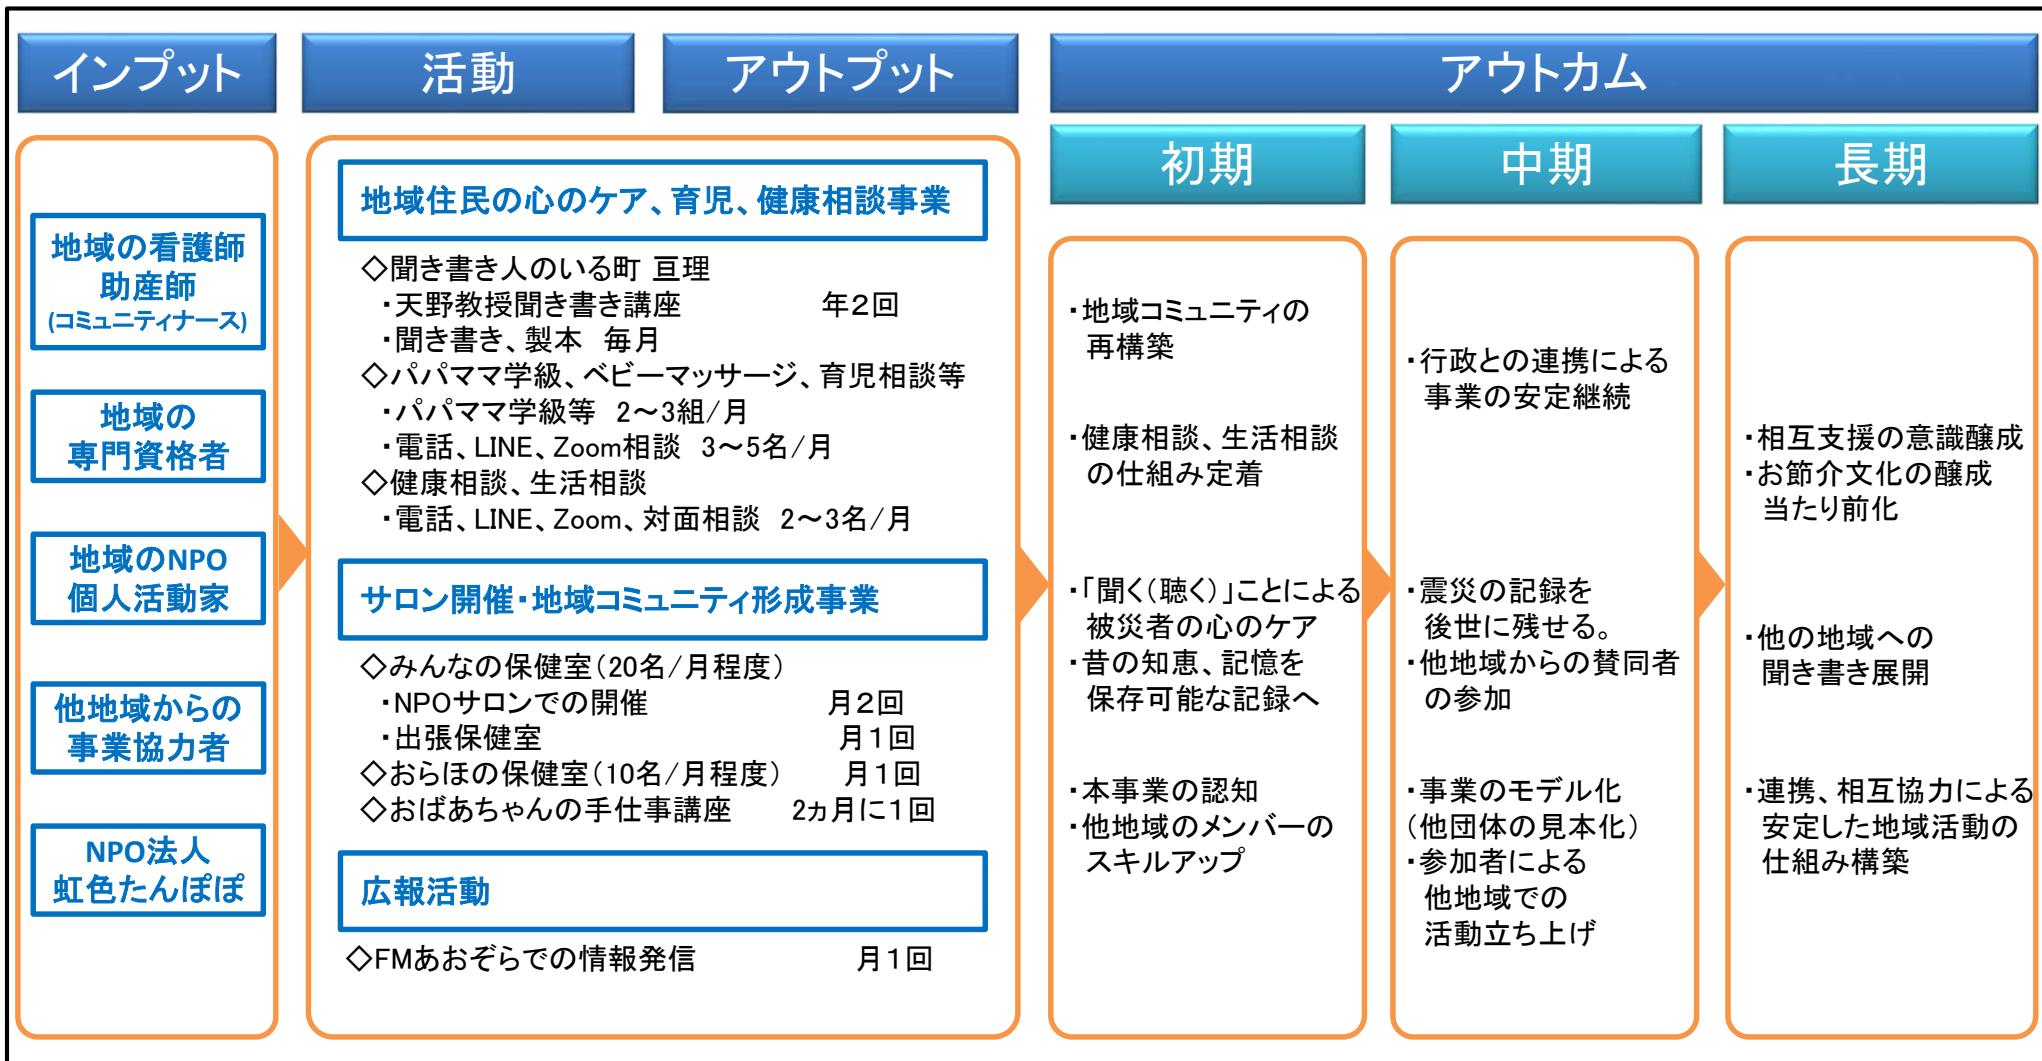 インプット
活動
アウトプット
アウトカム
初期
中期
長期
地域の看護師
助産師
(コミュニティナース)
地域の
専門資格者
地域のNPO
個人活動家
他地域からの
事業協力者
NPO法人
虹色たんぽぽ
地域住民の心のケア、育児、健康相談事業
◇聞き書き人のいる町 亘理
・天野教授聞き書き講座 年２回
・聞き書き、製本 毎月
◇パパママ学級、ベビーマッサージ、育児相談等
・パパママ学級等 2～3組/月
・電話、LINE、Zoom相談 3～5名/月
◇健康相談、生活相談
・電話、LINE、Zoom、対面相談 2～3名/月
サロン開催・地域コミュニティ形成事業
◇みんなの保健室（20名/月程度）
・NPOサロンでの開催 月２回
・出張保健室 月１回
◇おらほの保健室（10名/月程度） 月１回
◇おばあちゃんの手仕事講座 2ヵ月に１回
広報活動
◇FMあおぞらでの情報発信 月１回
・地域コミュニティの
再構築
・健康相談、生活相談
の仕組み定着
・「聞く（聴く）」ことによる
被災者の心のケア
・昔の知恵、記憶を
保存可能な記録へ
・本事業の認知
・他地域のメンバーの
スキルアップ
・行政との連携による
事業の安定継続
・震災の記録を
後世に残せる。
・他地域からの賛同者
の参加
・事業のモデル化
（他団体の見本化）
・参加者による
他地域での
活動立ち上げ
・相互支援の意識醸成
・お節介文化の醸成
当たり前化
・他の地域への
聞き書き展開
・連携、相互協力による
安定した地域活動の
仕組み構築